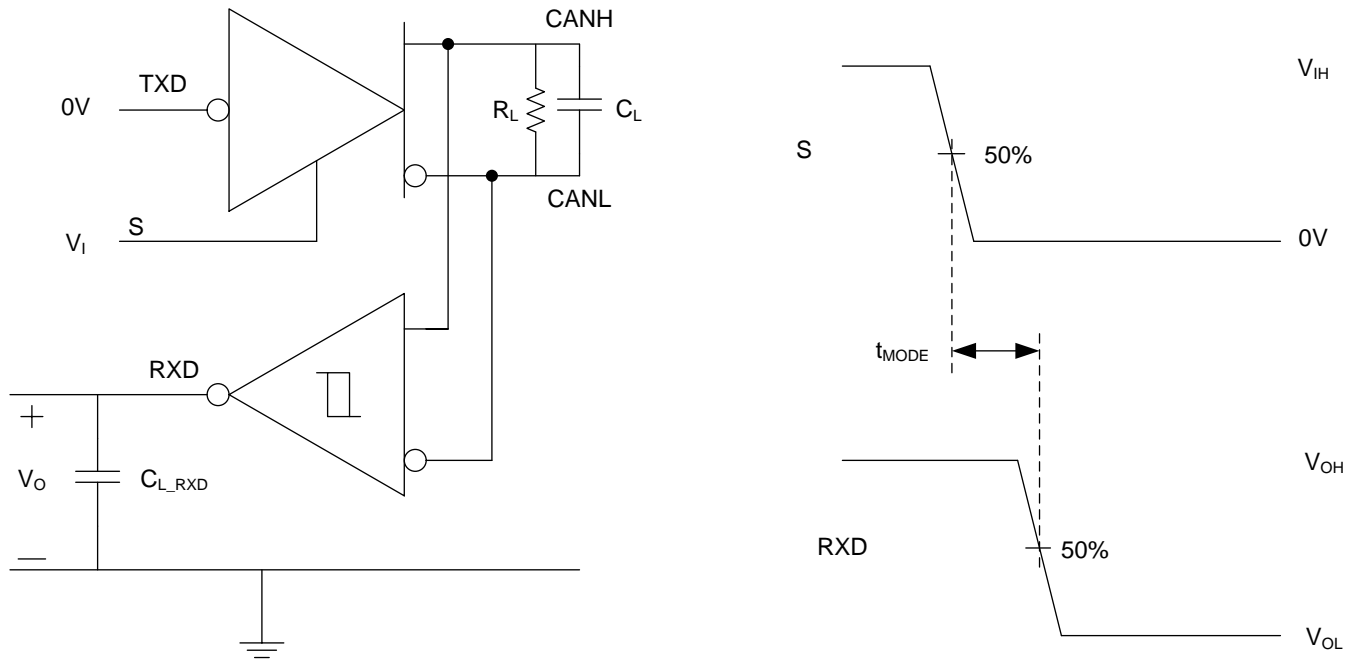 CANH
TXD
0V
R_L
C_L
CANL
S
V_I
RXD
+
V_O
C_L_RXD
—
V_IH
S
50%
0V
t_MODE
V_OH
RXD
50%
V_OL